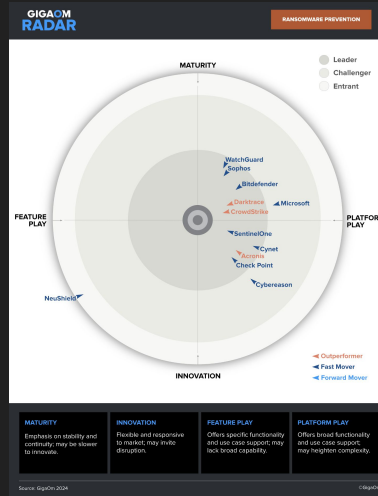 GIGAOM
RADAR
RANSOMWARE PREVENTION
MATURITY
Leader
Challenger
Entrant
WatchGuard
Sophos
Bitdefender
Darktrace
Microsoft
CrowdStrike
FEATURE
PLAY
PLATFOR
PLAY
SentinelOne
Cynet
Acronis
Check Point
Cybereason
NeuShield
INNOVATION
Outperformer
Fast Mover
Forward Mover
MATURITY
Emphasis on stability and
continuity; may be slower
to innovate.
INNOVATION
Flexible and responsive
to market; may invite
disruption.
FEATURE PLAY
Offers specific functionality
and use case support; may
lack broad capability.
PLATFORM PLAY
Offers broad functionality
and use case support;
may heighten complexity.
Source: GigaOm 2024
©GigaOm